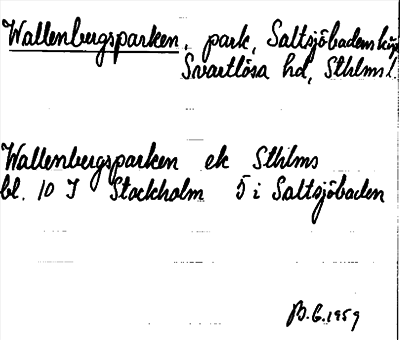 Wallenbergsparken, park, Saltsjöbadens köp
Svartlösa hd, Sthlms l.
Wallenbergsparken ek Sthlms
bl. 10 I Stockholm 5 i Saltsjöbaden
B.G. 1959